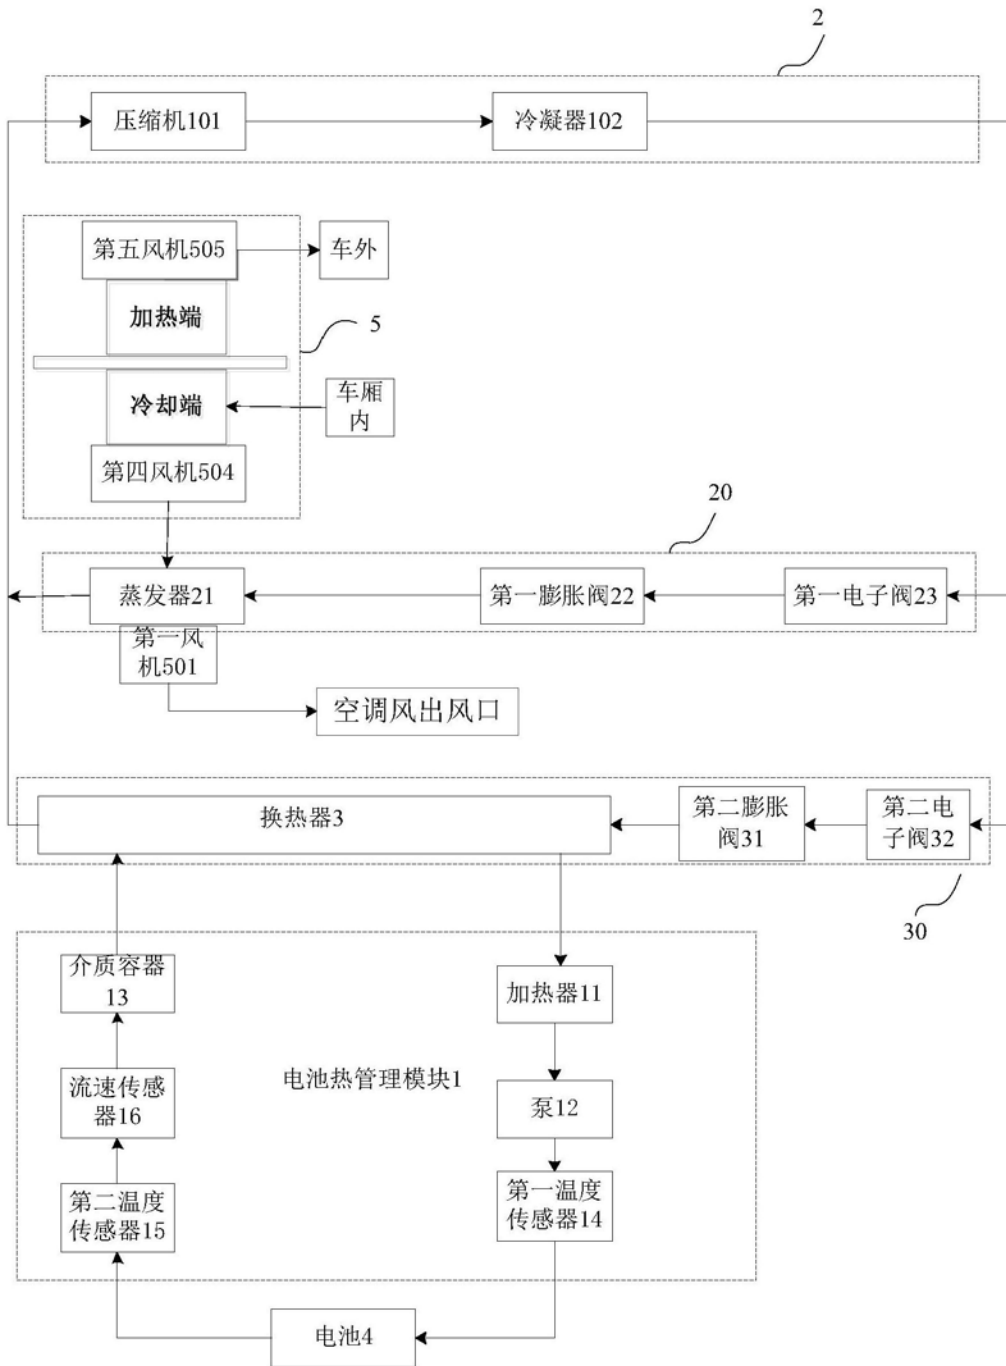 2
压缩机101
冷凝器102
第五风机505
车外
加热端
5
冷却端
车厢
内
第四风机504
20
蒸发器21
第一膨胀阀22
第一电子阀23
第一风
机501
空调风出风口
换热器3
第二膨胀
阀31
第二电
子阀32
30
介质容器
13
加热器11
电池热管理模块1
流速传感
器16
泵12
第二温度
传感器15
第一温度
传感器14
电池4